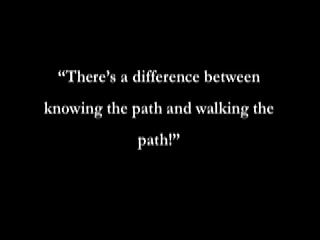 “There’s a difference between
knowing the path and walking the
path!”